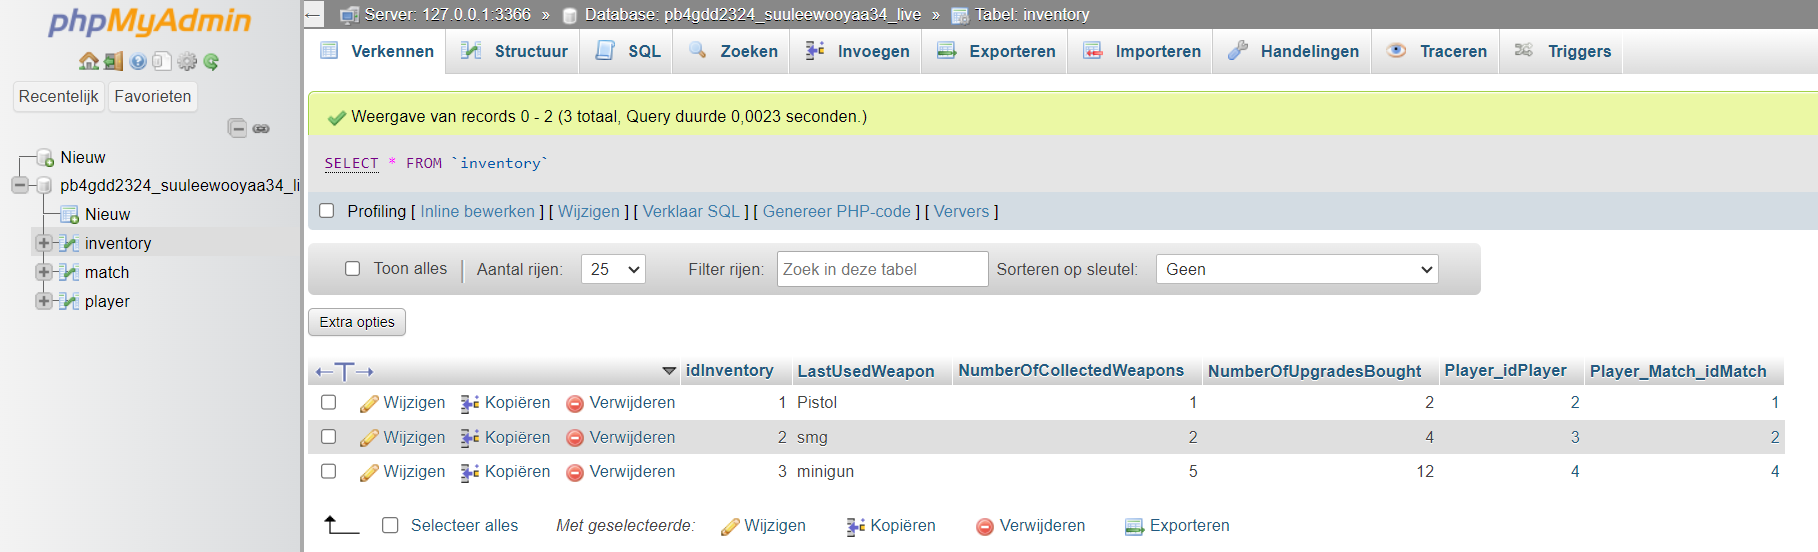 phpMyAdmin
Recentelijk Favorieten
Nieuw
pb4gdd2324_suuleewooyaa34_li
Nieuw
inventory
match
player
← Server: 127.0.0.1:3366 » Database: pb4gdd2324_suuleewooyaa34_live » Tabel: inventory
Verkennen Structuur SQL Zoeken Invoegen Exporteren Importeren Handelingen Traceren Triggers
Weergave van records 0 - 2 (3 totaal, Query duurde 0,0023 seconden.)
SELECT * FROM `inventory`
Profiling [ Inline bewerken ] [ Wijzigen ] [ Verklaar SQL ] [ Genereer PHP-code ] [ Ververs ]
Toon alles | Aantal rijen: 25 Filter rijen: Zoek in deze tabel Sorteren op sleutel: Geen
Extra opties
←T→ idInventory LastUsedWeapon NumberOfCollectedWeapons NumberOfUpgradesBought Player_idPlayer Player_Match_idMatch
Wijzigen Kopiëren Verwijderen 1 Pistol 1 2 2 1
Wijzigen Kopiëren Verwijderen 2 smg 2 4 3 2
Wijzigen Kopiëren Verwijderen 3 minigun 5 12 4 4
Selecteer alles Met geselecteerde: Wijzigen Kopiëren Verwijderen Exporteren